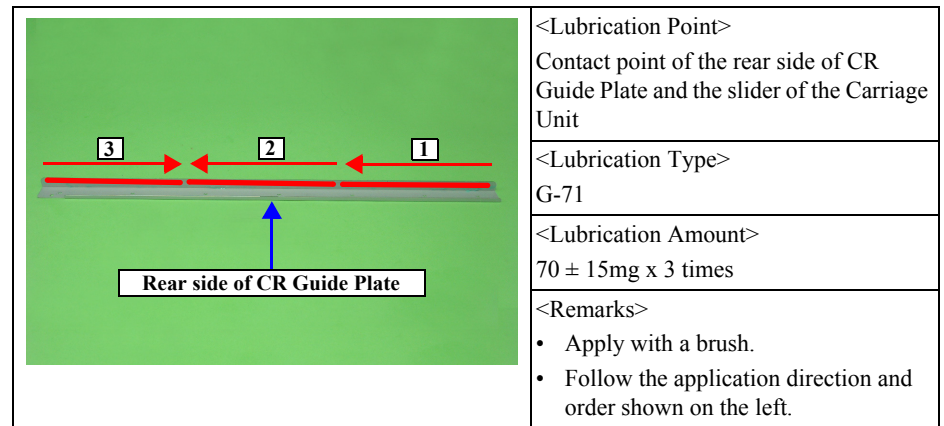 3
2
1
Rear side of CR Guide Plate
<Lubrication Point>
Contact point of the rear side of CR
Guide Plate and the slider of the Carriage
Unit
<Lubrication Type>
G-71
<Lubrication Amount>
70 ± 15mg x 3 times
<Remarks>
• Apply with a brush.
• Follow the application direction and
order shown on the left.